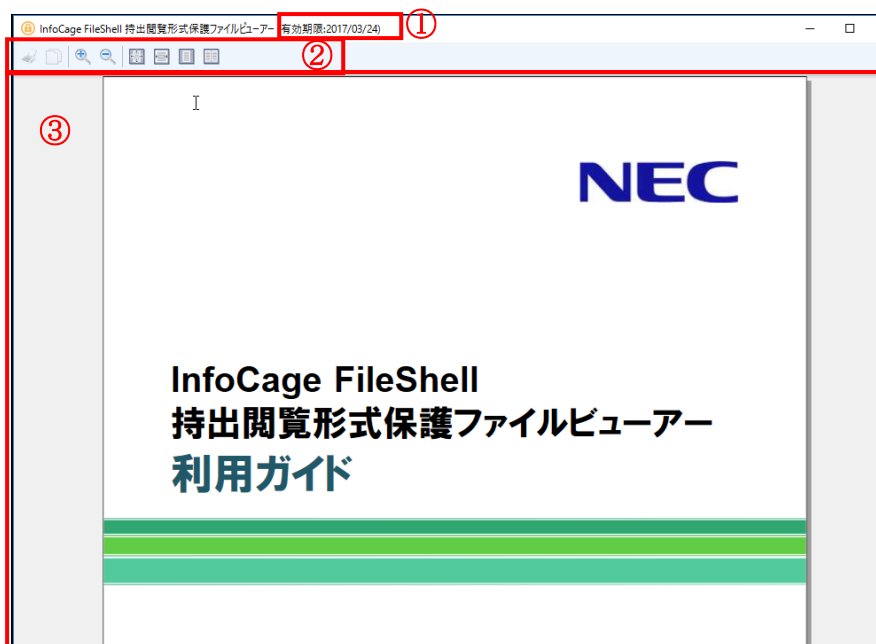 InfoCage FileShell 持出閲覧形式保護ファイルビューアー 有効期限:2017/03/24)
①
②
③
NEC
InfoCage FileShell
持出閲覧形式保護ファイルビューアー
利用ガイド